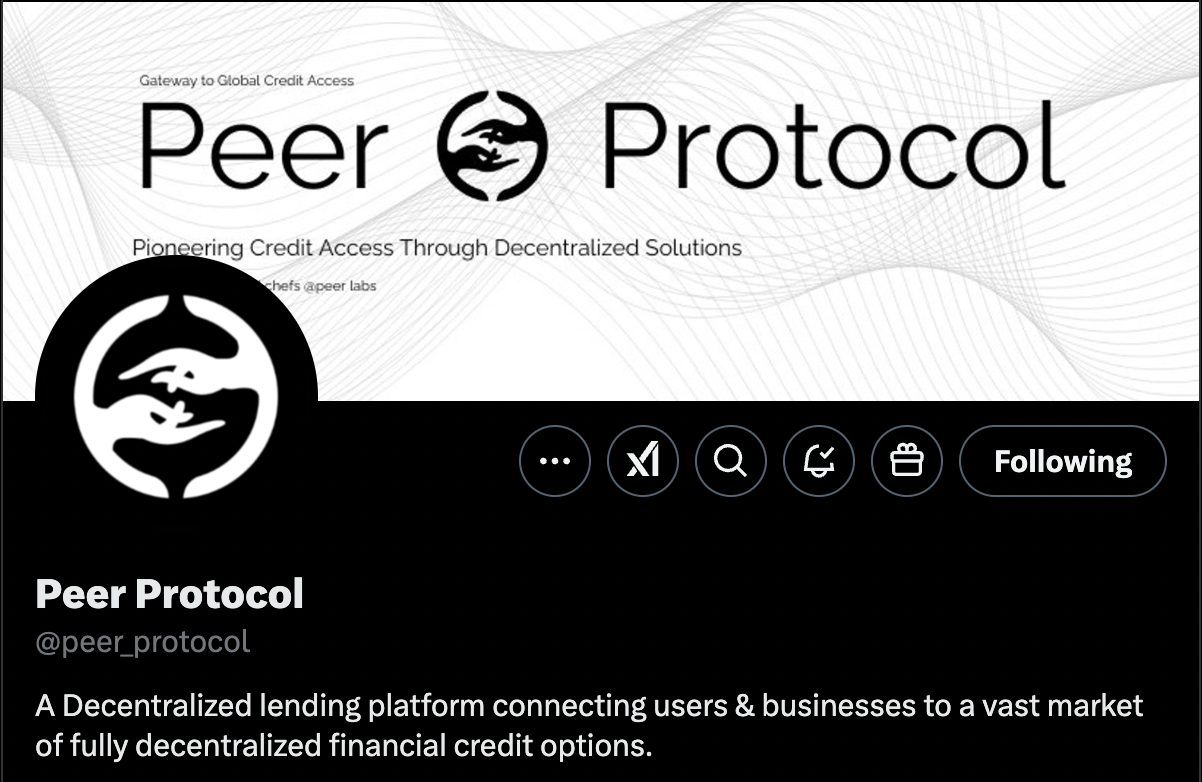 Gateway to Global Credit Access
Peer Protocol
Pioneering Credit Access Through Decentralized Solutions
chefs @peer labs
Following
Peer Protocol
@peer_protocol
A Decentralized lending platform connecting users & businesses to a vast market
of fully decentralized financial credit options.